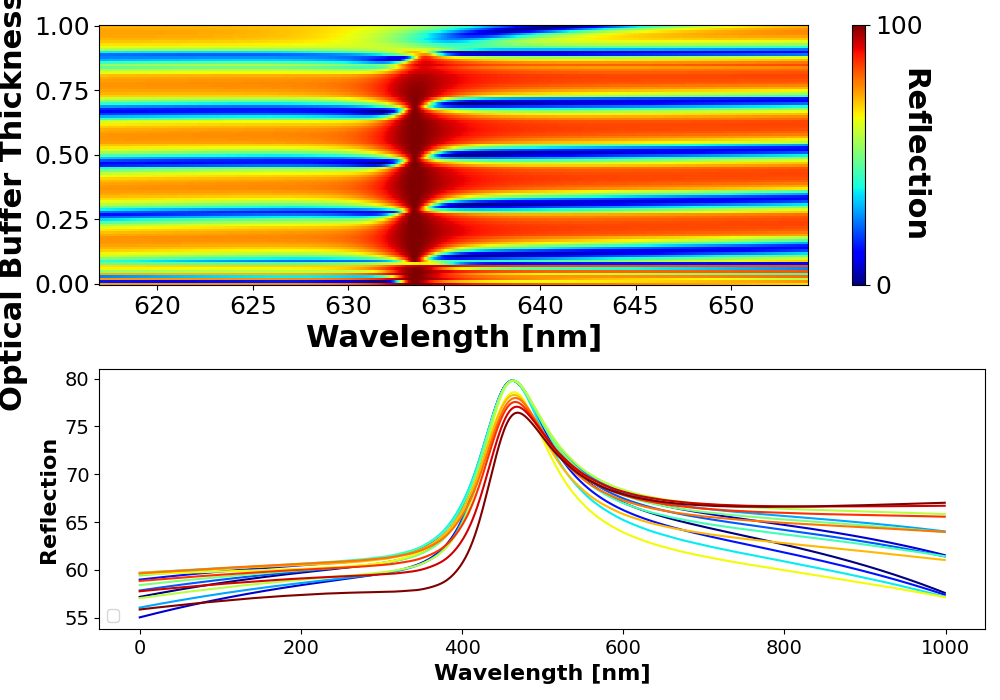 Optical Buffer Thickness
1.00
0.75
0.50
0.25
0.00
620 625 630 635 640 645 650
Wavelength [nm]
100
0
Reflection
80
75
70
65
60
55
Reflection
0 200 400 600 800 1000
Wavelength [nm]